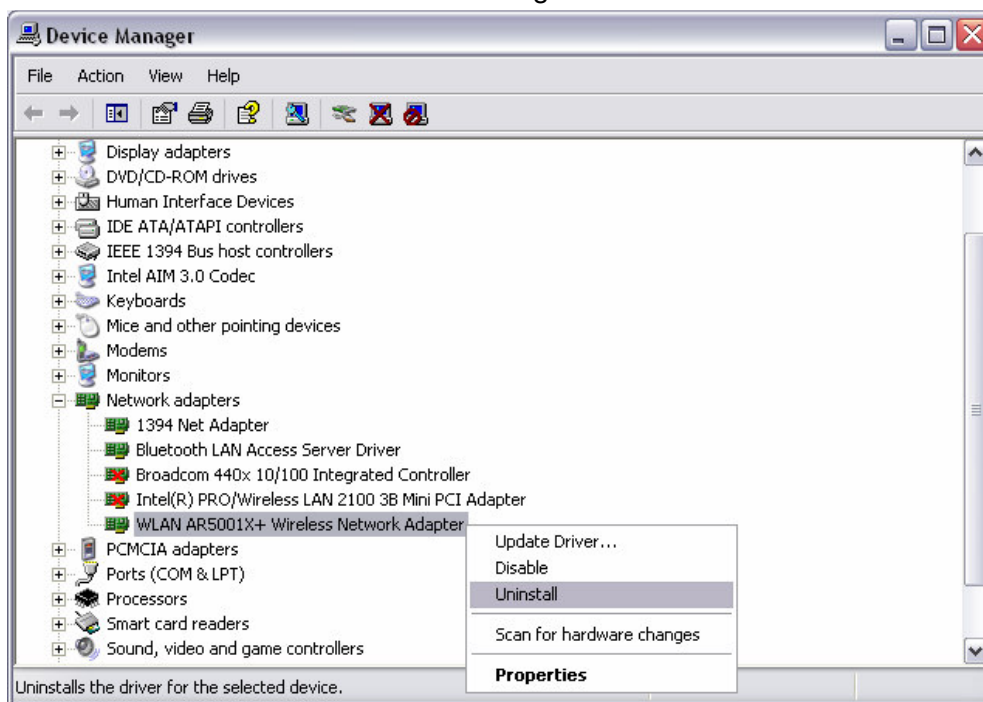 Device Manager
File Action View Help
Display adapters
DVD/CD-ROM drives
Human Interface Devices
IDE ATA/ATAPI controllers
IEEE 1394 Bus host controllers
Intel AIM 3.0 Codec
Keyboards
Mice and other pointing devices
Modems
Monitors
Network adapters
1394 Net Adapter
Bluetooth LAN Access Server Driver
Broadcom 440x 10/100 Integrated Controller
Intel(R) PRO/Wireless LAN 2100 3B Mini PCI Adapter
WLAN AR5001X+ Wireless Network Adapter
PCMCIA adapters
Ports (COM & LPT)
Processors
Smart card readers
Sound, video and game controllers
Update Driver...
Disable
Uninstall
Scan for hardware changes
Properties
Uninstalls the driver for the selected device.